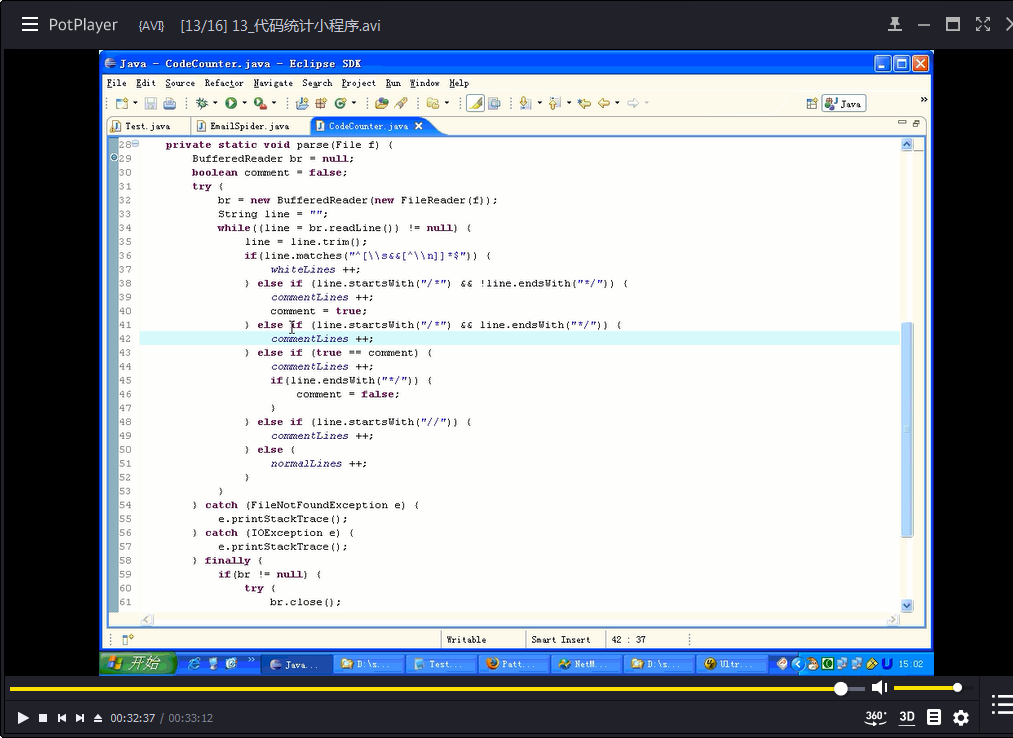 PotPlayer {AVI} [13/16] 13_代码统计小程序.avi
Java - CodeCounter.java - Eclipse SDK
File Edit Source Refactor Navigate Search Project Run Window Help
Java
Test.java EmailSpider.java CodeCounter.java
28 private static void parse(File f) {
29 BufferedReader br = null;
30 boolean comment = false;
31 try {
32 br = new BufferedReader(new FileReader(f));
33 String line = "";
34 while((line = br.readLine()) != null) {
35 line = line.trim();
36 if(line.matches("^[\\s&&[^\\n]]*$")) {
37 whiteLines ++;
38 } else if (line.startsWith("/*") && !line.endsWith("*/")) {
39 commentLines ++;
40 comment = true;
41 } else if (line.startsWith("/*") && line.endsWith("*/")) {
42 commentLines ++;
43 } else if (true == comment) {
44 commentLines ++;
45 if(line.endsWith("*/")) {
46 comment = false;
47 }
48 } else if (line.startsWith("//")) {
49 commentLines ++;
50 } else {
51 normalLines ++;
52 }
53 }
54 } catch (FileNotFoundException e) {
55 e.printStackTrace();
56 } catch (IOException e) {
57 e.printStackTrace();
58 } finally {
59 if(br != null) {
60 try {
61 br.close();
Writable Smart Insert 42 : 37
开始 Java... D:\s... Test... Patt... NetM... D:\s... Ultr... 15:02
00:32:37 / 00:33:12 360° 3D